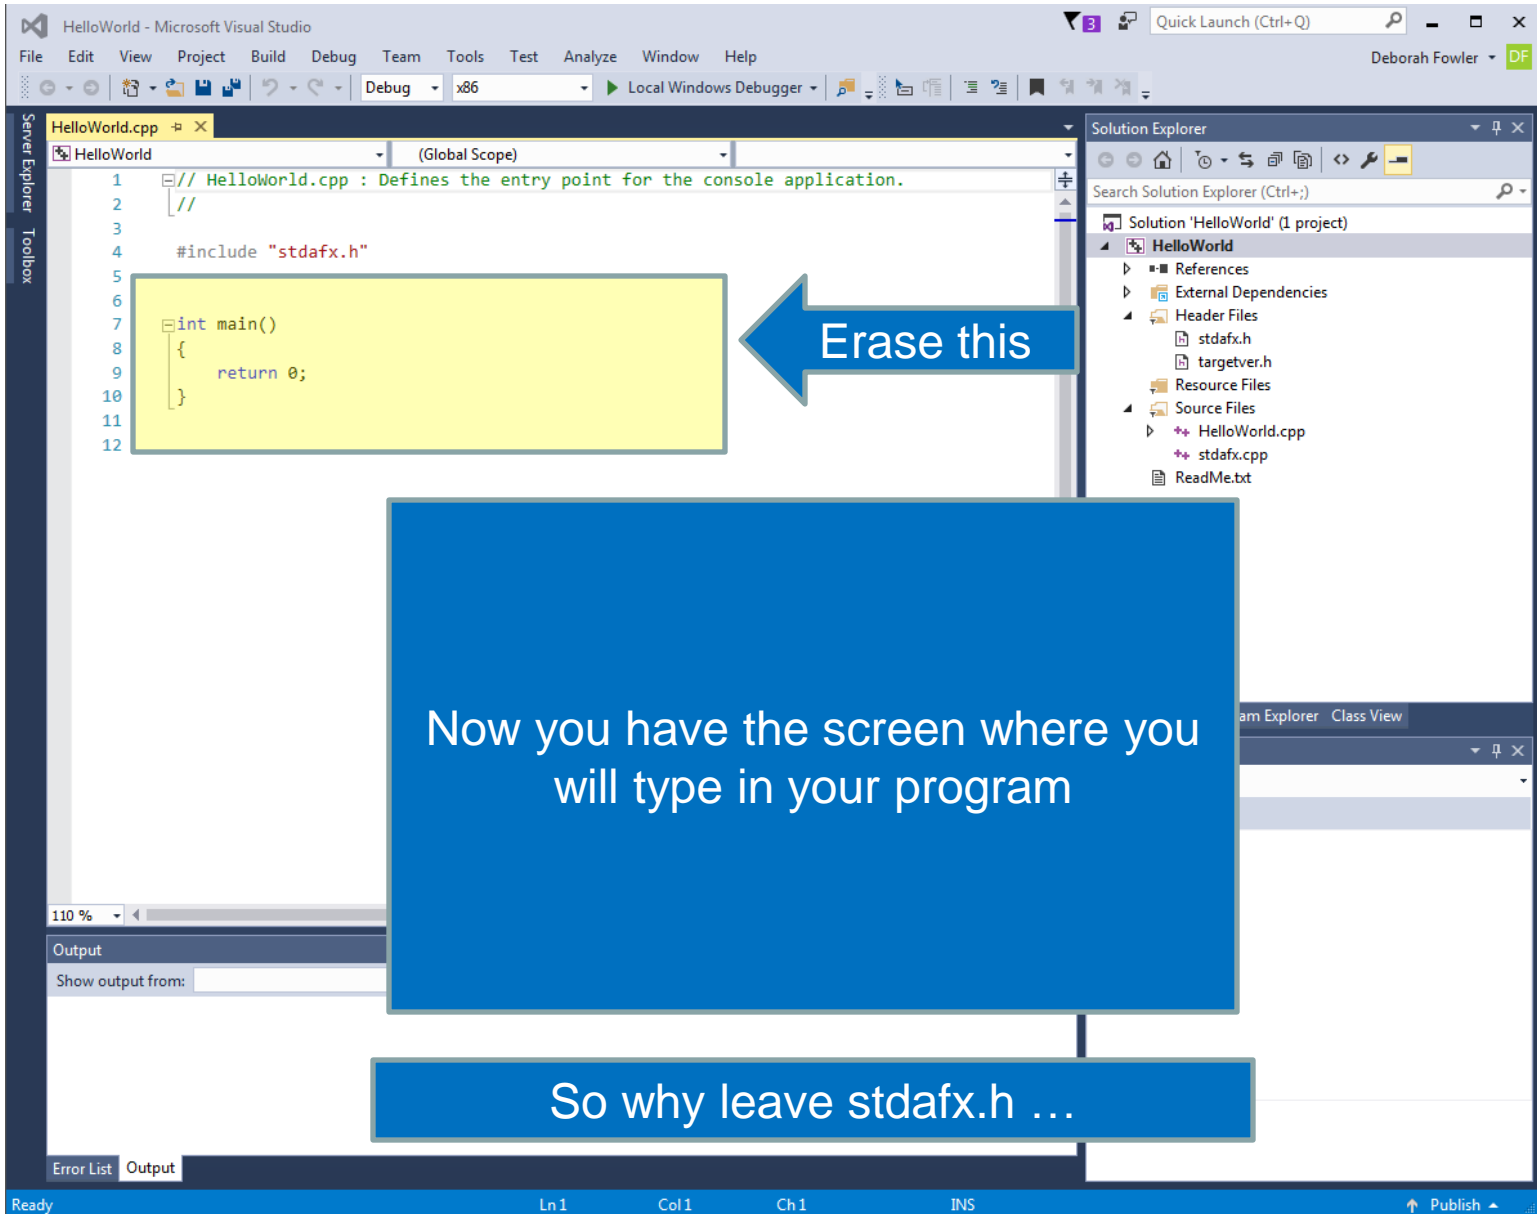 HelloWorld - Microsoft Visual Studio
3
Quick Launch (Ctrl+Q)
File Edit View Project Build Debug Team Tools Test Analyze Window Help
Deborah Fowler
DF
Debug x86 Local Windows Debugger
Server Explorer
Toolbox
HelloWorld.cpp
HelloWorld (Global Scope)
1 // HelloWorld.cpp : Defines the entry point for the console application.
2 //
3
4 #include "stdafx.h"
5
6
7 int main()
8 {
9 return 0;
10 }
11
12
Erase this
Solution Explorer
Search Solution Explorer (Ctrl+;)
Solution 'HelloWorld' (1 project)
HelloWorld
References
External Dependencies
Header Files
stdafx.h
targetver.h
Resource Files
Source Files
HelloWorld.cpp
stdafx.cpp
ReadMe.txt
Now you have the screen where you
will type in your program
Explorer Class View
110 %
Output
Show output from:
So why leave stdafx.h …
Error List Output
Ready Ln 1 Col 1 Ch 1 INS Publish